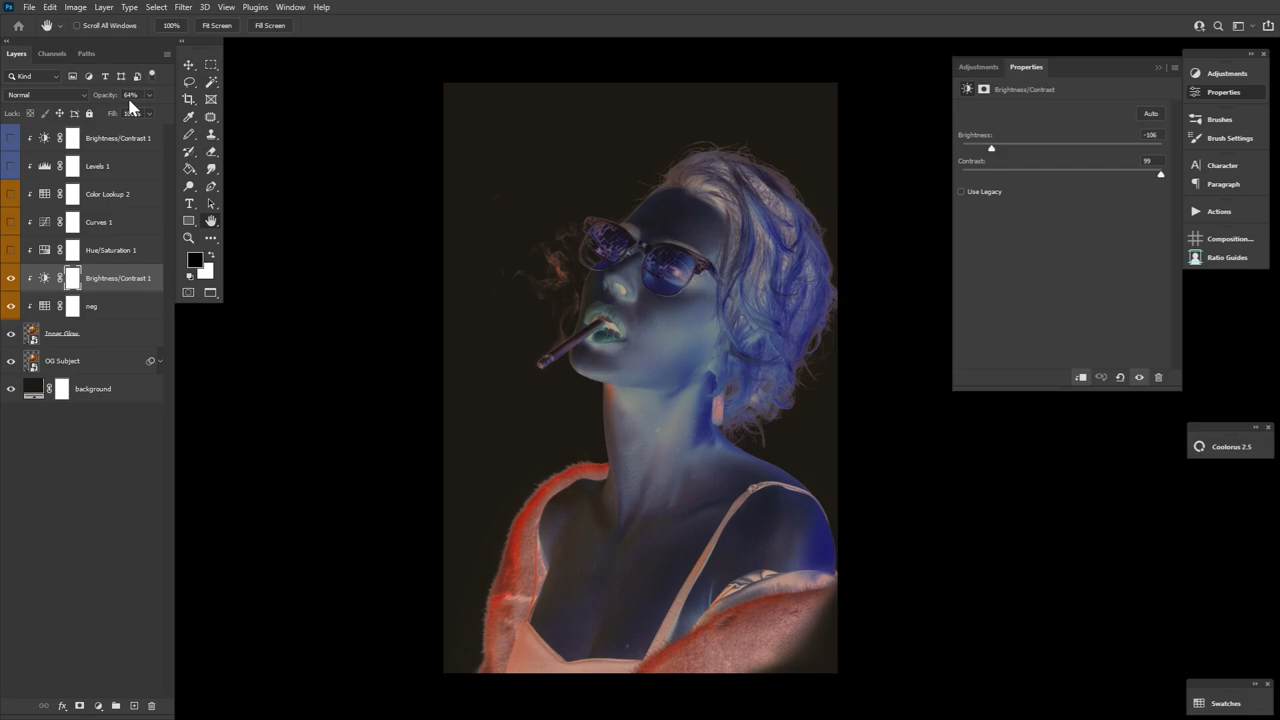 Ps File Edit Image Layer Type Select Filter 3D View Plugins Window Help
Scroll All Windows 100% Fit Screen Fill Screen
Layers Channels Paths
Kind
Normal Opacity: 64%
Lock: Fill:
Brightness/Contrast 1
Levels 1
Color Lookup 2
Curves 1
Hue/Saturation 1
Brightness/Contrast 1
neg
Inner Glow
OG Subject
background
Adjustments Properties
Brightness/Contrast
Auto
Brightness: -106
Contrast: 99
Use Legacy
Adjustments
Properties
Brushes
Brush Settings
Character
Paragraph
Actions
Composition...
Ratio Guides
Coolorus 2.5
Swatches